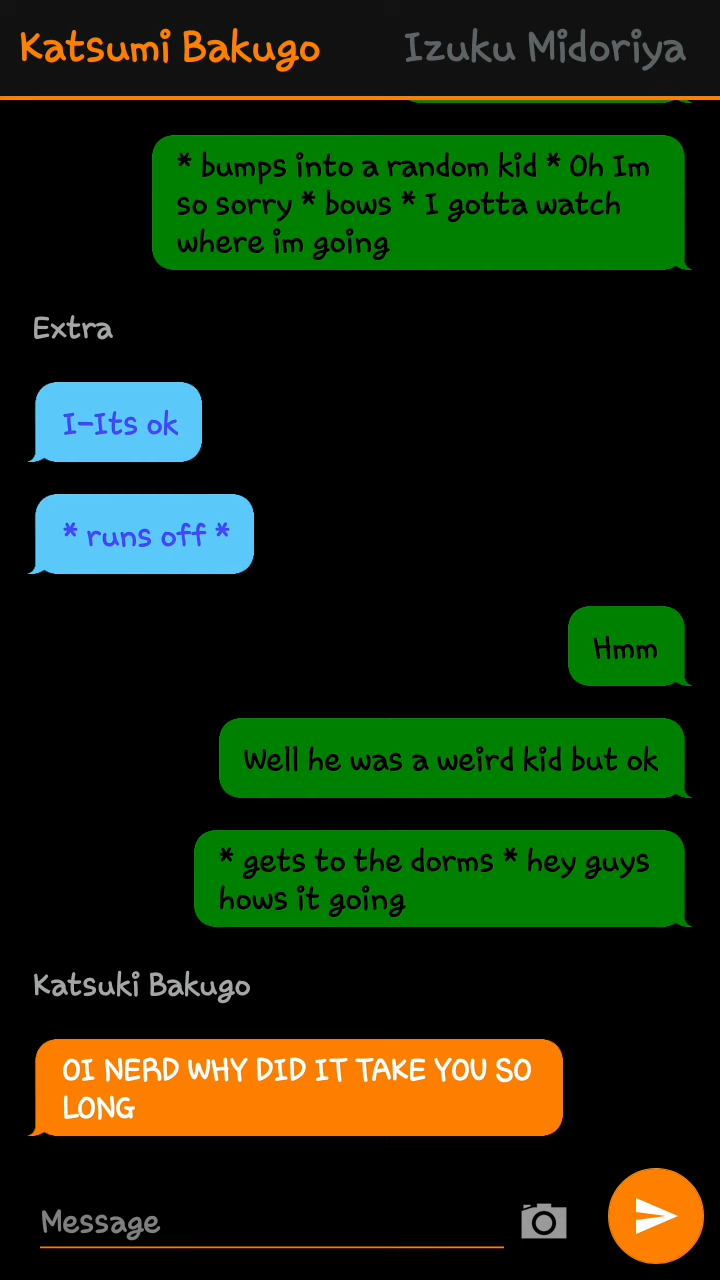 Katsumi Bakugo Izuku Midoriya
* bumps into a random kid * Oh Im
so sorry * bows * I gotta watch
where im going
Extra
I-Its ok
* runs off *
Hmm
Well he was a weird kid but ok
* gets to the dorms * hey guys
hows it going
Katsuki Bakugo
OI NERD WHY DID IT TAKE YOU SO
LONG
Message